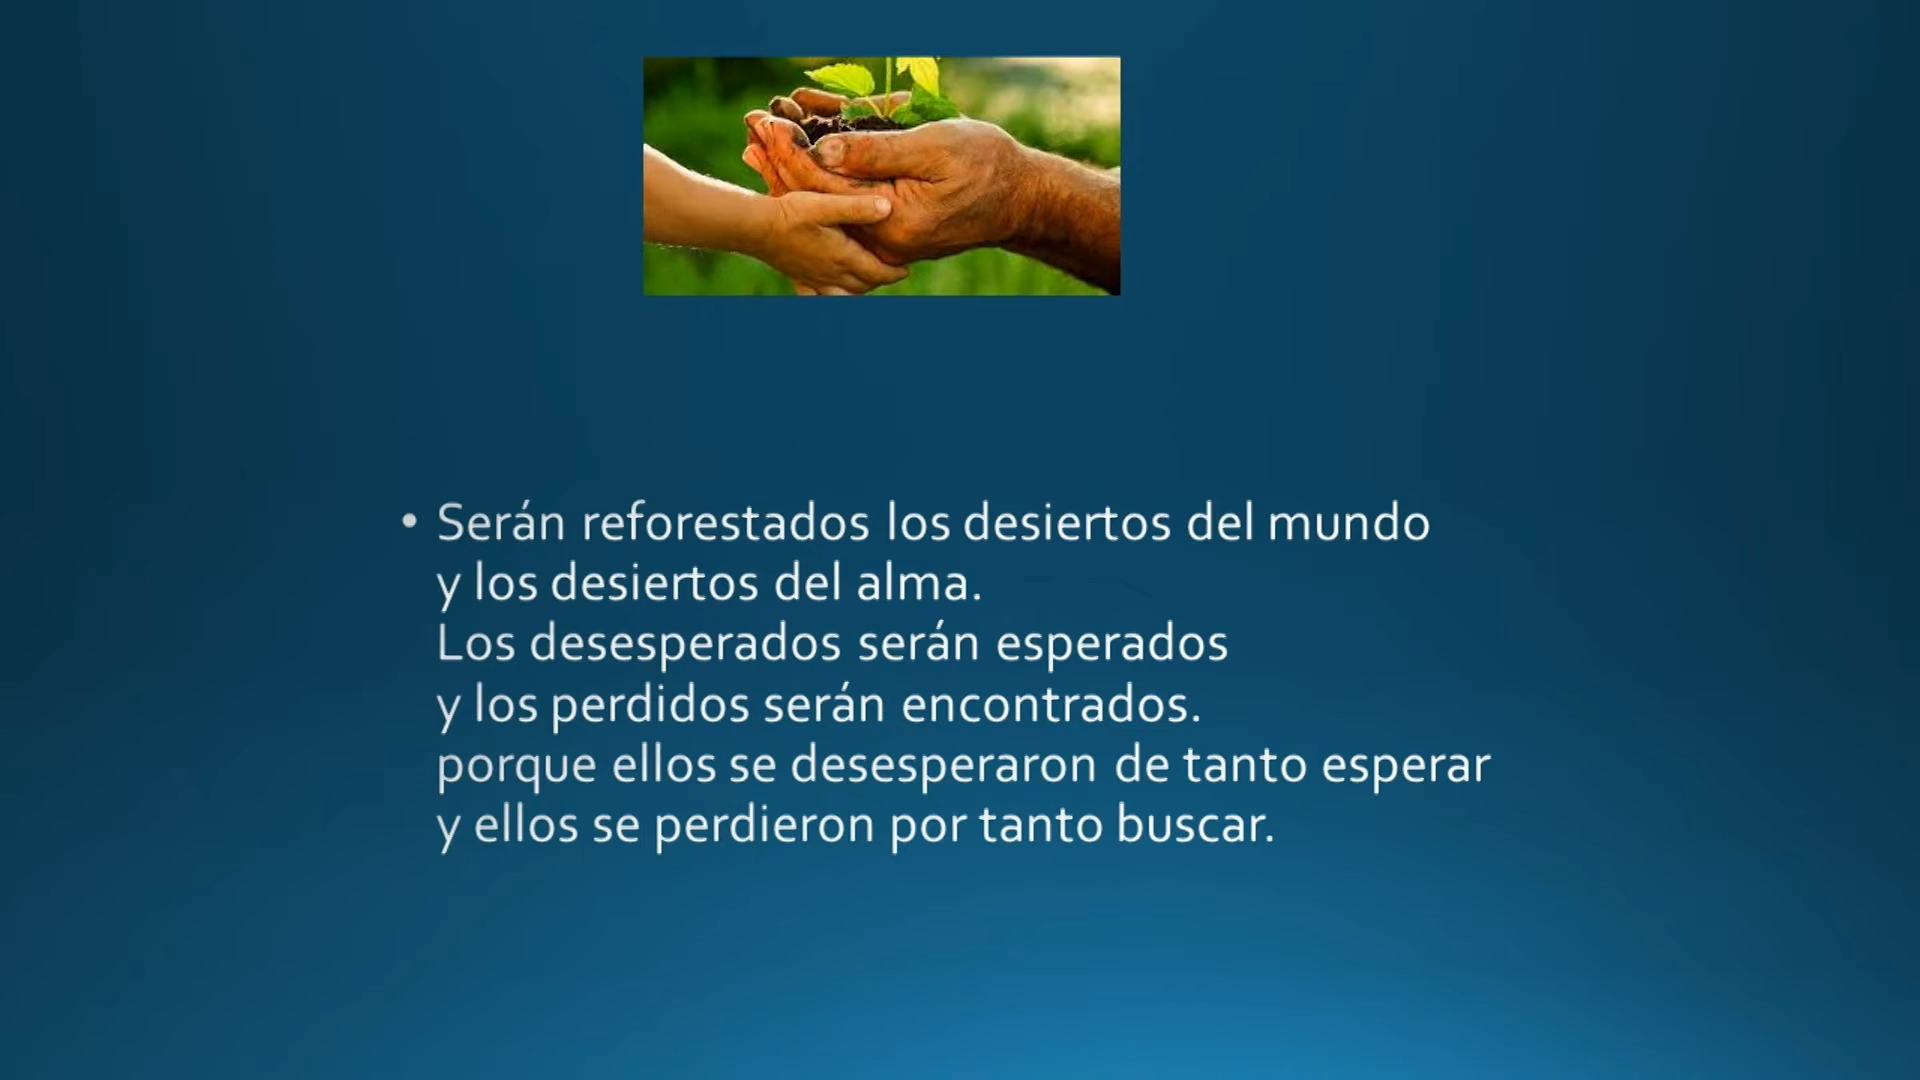 • Serán reforestados los desiertos del mundo
y los desiertos del alma.
Los desesperados serán esperados
y los perdidos serán encontrados.
porque ellos se desesperaron de tanto esperar
y ellos se perdieron por tanto buscar.